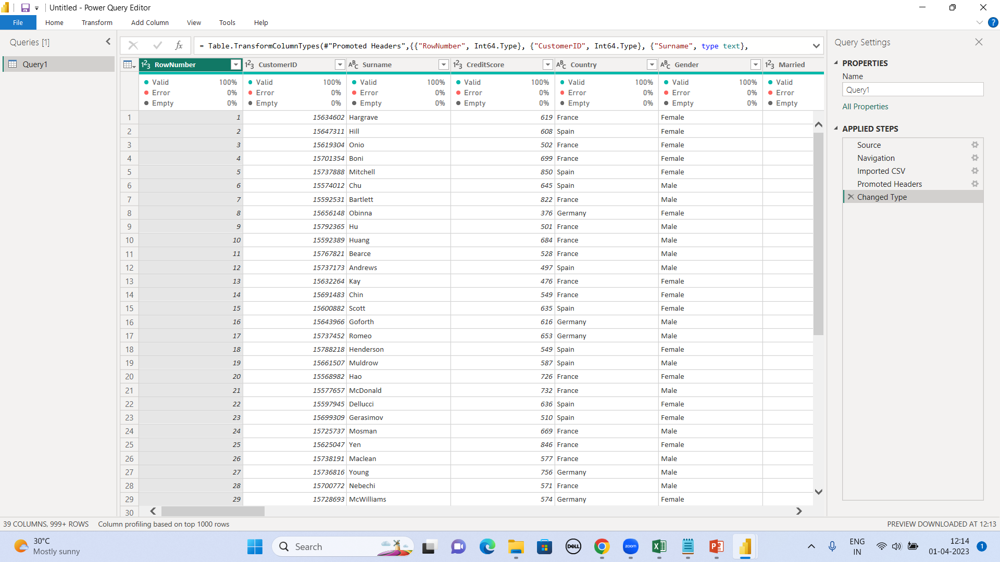 Untitled - Power Query Editor
File Home Transform Add Column View Tools Help
Queries [1]
Query1
fx = Table.TransformColumnTypes(#"Promoted Headers",{{"RowNumber", Int64.Type}, {"CustomerID", Int64.Type}, {"Surname", type text},
123 RowNumber 123 CustomerID ABC Surname 123 CreditScore ABC Country ABC Gender 123 Married
Valid 100% Valid 100% Valid 100% Valid 100% Valid 100% Valid 100% Valid
Error 0% Error 0% Error 0% Error 0% Error 0% Error 0% Error
Empty 0% Empty 0% Empty 0% Empty 0% Empty 0% Empty 0% Empty
1 1 15634602 Hargrave 619 France Female
2 2 15647311 Hill 608 Spain Female
3 3 15619304 Onio 502 France Female
4 4 15701354 Boni 699 France Female
5 5 15737888 Mitchell 850 Spain Female
6 6 15574012 Chu 645 Spain Male
7 7 15592531 Bartlett 822 France Male
8 8 15656148 Obinna 376 Germany Female
9 9 15792365 Hu 501 France Male
10 10 15592389 Huang 684 France Male
11 11 15767821 Bearce 528 France Male
12 12 15737173 Andrews 497 Spain Male
13 13 15632264 Kay 476 France Female
14 14 15691483 Chin 549 France Female
15 15 15600882 Scott 635 Spain Female
16 16 15643966 Goforth 616 Germany Male
17 17 15737452 Romeo 653 Germany Male
18 18 15788218 Henderson 549 Spain Female
19 19 15661507 Muldrow 587 Spain Male
20 20 15568982 Hao 726 France Female
21 21 15577657 McDonald 732 France Male
22 22 15597945 Dellucci 636 Spain Female
23 23 15699309 Gerasimov 510 Spain Female
24 24 15725737 Mosman 669 France Male
25 25 15625047 Yen 846 France Female
26 26 15738191 Maclean 577 France Male
27 27 15736816 Young 756 Germany Male
28 28 15700772 Nebechi 571 France Male
29 29 15728693 McWilliams 574 Germany Female
30
Query Settings
PROPERTIES
Name
Query1
All Properties
APPLIED STEPS
Source
Navigation
Imported CSV
Promoted Headers
Changed Type
39 COLUMNS, 999+ ROWS Column profiling based on top 1000 rows PREVIEW DOWNLOADED AT 12:13
30°C
Mostly sunny
Search
DELL
zoom
ENG
IN
12:14
01-04-2023
1